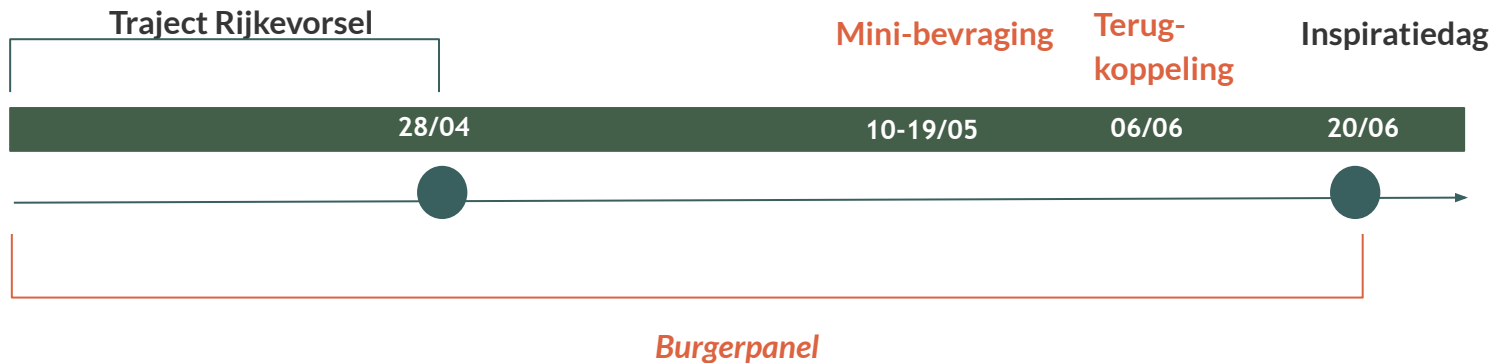 Traject Rijkevorsel
Mini-bevraging
Terug-
koppeling
Inspiratiedag
28/04
10-19/05
06/06
20/06
Burgerpanel